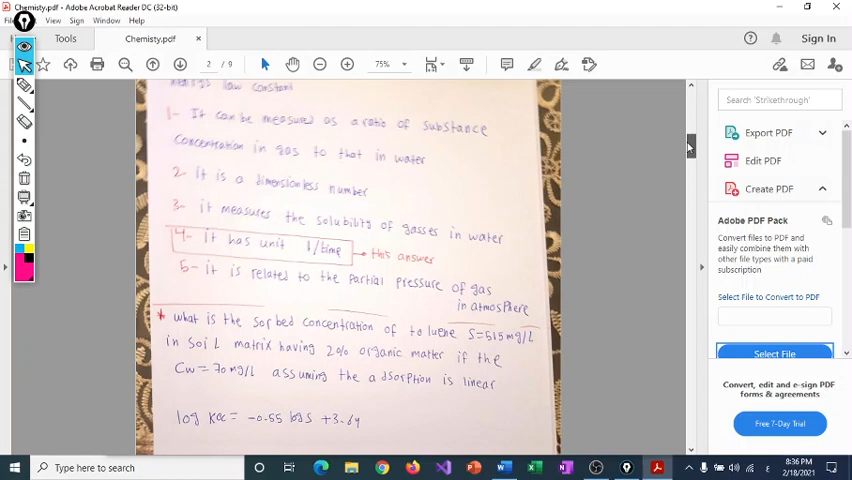 Chemisty.pdf - Adobe Acrobat Reader DC (32-bit)
View Sign Window
Tools Chemisty.pdf × Sign In
2 / 9 75%
law constant
1- It can be measured as a ratio of substance
Concentration in gas to that in water
2- it is a dimensionless number
3- it measures the solubility of gasses in water
4- it has unit 1/time → this answer
5- it is related to the partial pressure of gas
in atmosphere
* what is the sorbed concentration of toluene S=515 mg/L
in soil matrix having 2% organic matter if the
Cw = 70 mg/L assuming the adsorption is linear
log Koc = -0.55 log S + 3.64
Search 'Strikethrough'
Export PDF
Edit PDF
Create PDF
Adobe PDF Pack
Convert files to PDF and
easily combine them with
other file types with a paid
subscription
Select File to Convert to PDF
Select File
Convert, edit and e-sign PDF
forms & agreements
Free 7-Day Trial
Type here to search
8:36 PM
2/18/2021